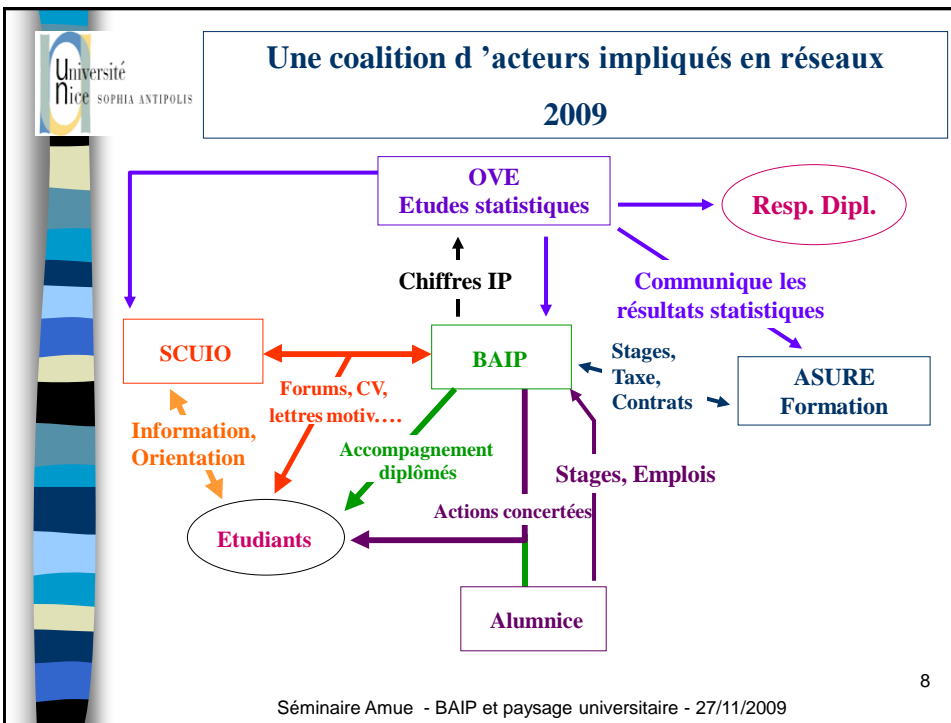 Université
nice SOPHIA ANTIPOLIS
Une coalition d ’acteurs impliqués en réseaux
2009
OVE
Etudes statistiques
Resp. Dipl.
Chiffres IP
Communique les
résultats statistiques
SCUIO
BAIP
Stages,
Taxe,
Contrats
ASURE
Formation
Forums, CV,
lettres motiv.…
Information,
Orientation
Accompagnement
diplômés
Stages, Emplois
Actions concertées
Etudiants
Alumnice
8
Séminaire Amue - BAIP et paysage universitaire - 27/11/2009